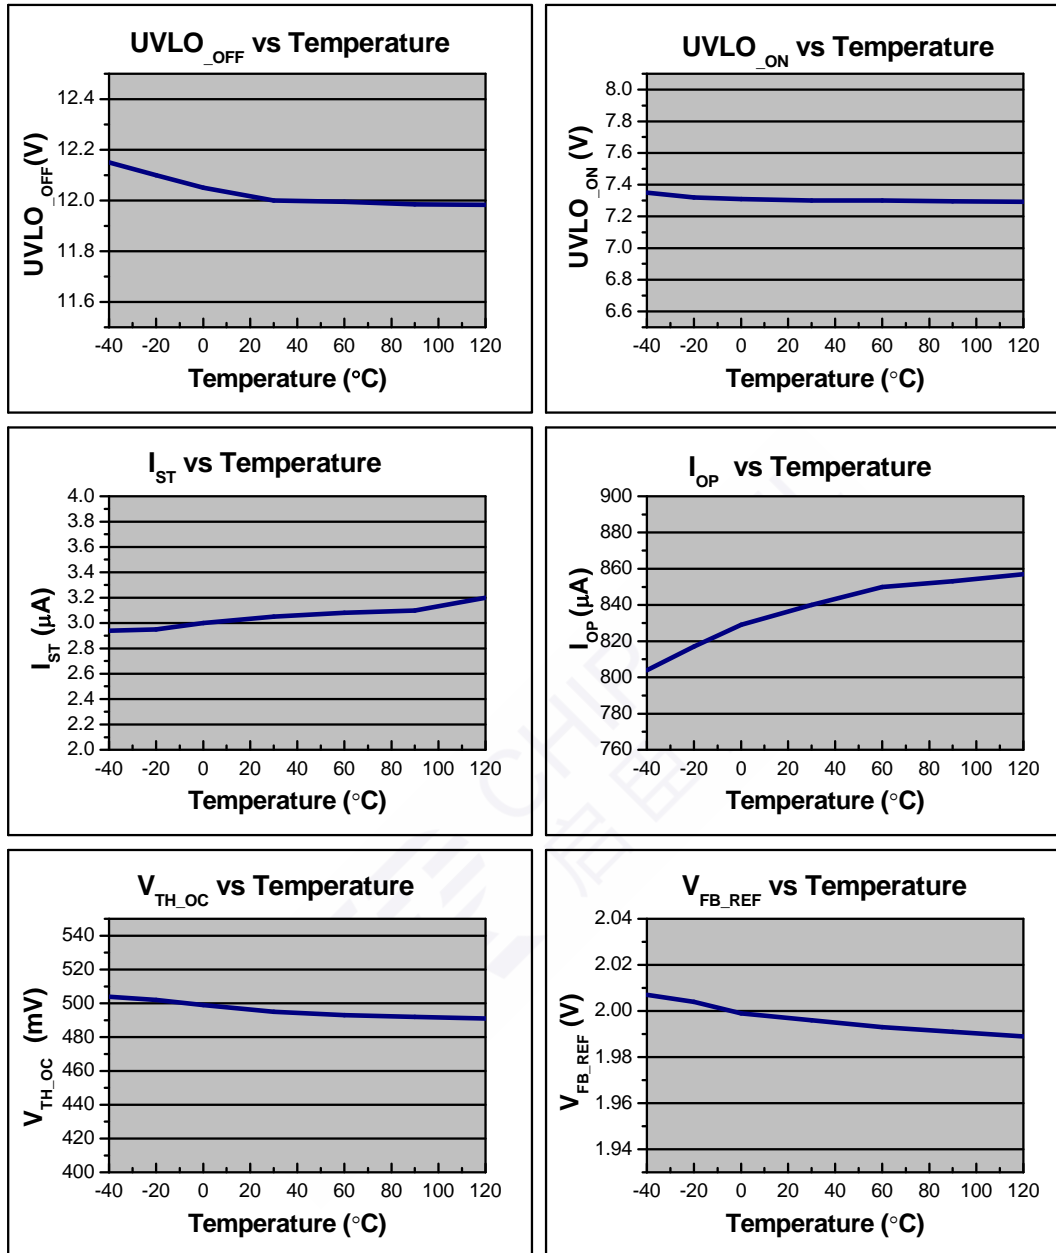 UVLO_OFF vs Temperature
UVLO_OFF(V)
12.4
12.2
12.0
11.8
11.6
-40 -20 0 20 40 60 80 100 120
Temperature (°C)
UVLO_ON vs Temperature
UVLO_ON (V)
8.0
7.8
7.6
7.4
7.2
7.0
6.8
6.6
-40 -20 0 20 40 60 80 100 120
Temperature (°C)
I_ST vs Temperature
I_ST (μA)
4.0
3.8
3.6
3.4
3.2
3.0
2.8
2.6
2.4
2.2
2.0
-40 -20 0 20 40 60 80 100 120
Temperature (°C)
I_OP vs Temperature
I_OP (μA)
900
880
860
840
820
800
780
760
-40 -20 0 20 40 60 80 100 120
Temperature (°C)
V_TH_OC vs Temperature
V_TH_OC (mV)
540
520
500
480
460
440
420
400
-40 -20 0 20 40 60 80 100 120
Temperature (°C)
V_FB_REF vs Temperature
V_FB_REF (V)
2.04
2.02
2.00
1.98
1.96
1.94
-40 -20 0 20 40 60 80 100 120
Temperature (°C)